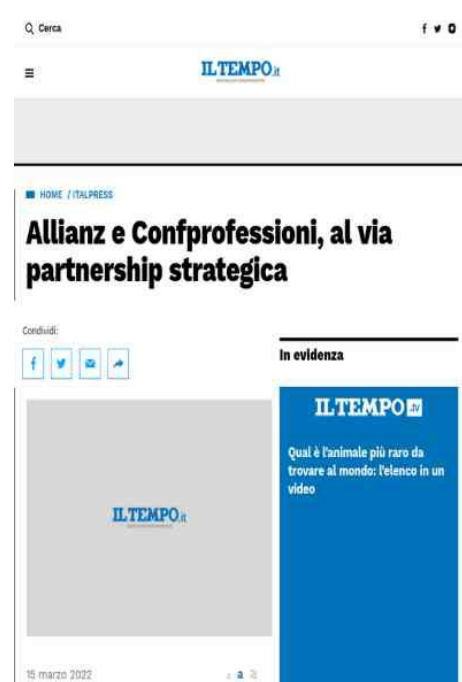 Cerca
IL TEMPO.it
HOME / ITALPRESS
Allianz e Confprofessioni, al via
partnership strategica
Condividi:
In evidenza
IL TEMPO TV
Qual è l'animale più raro da
trovare al mondo: l'elenco in un
video
IL TEMPO.it
15 marzo 2022
a a a